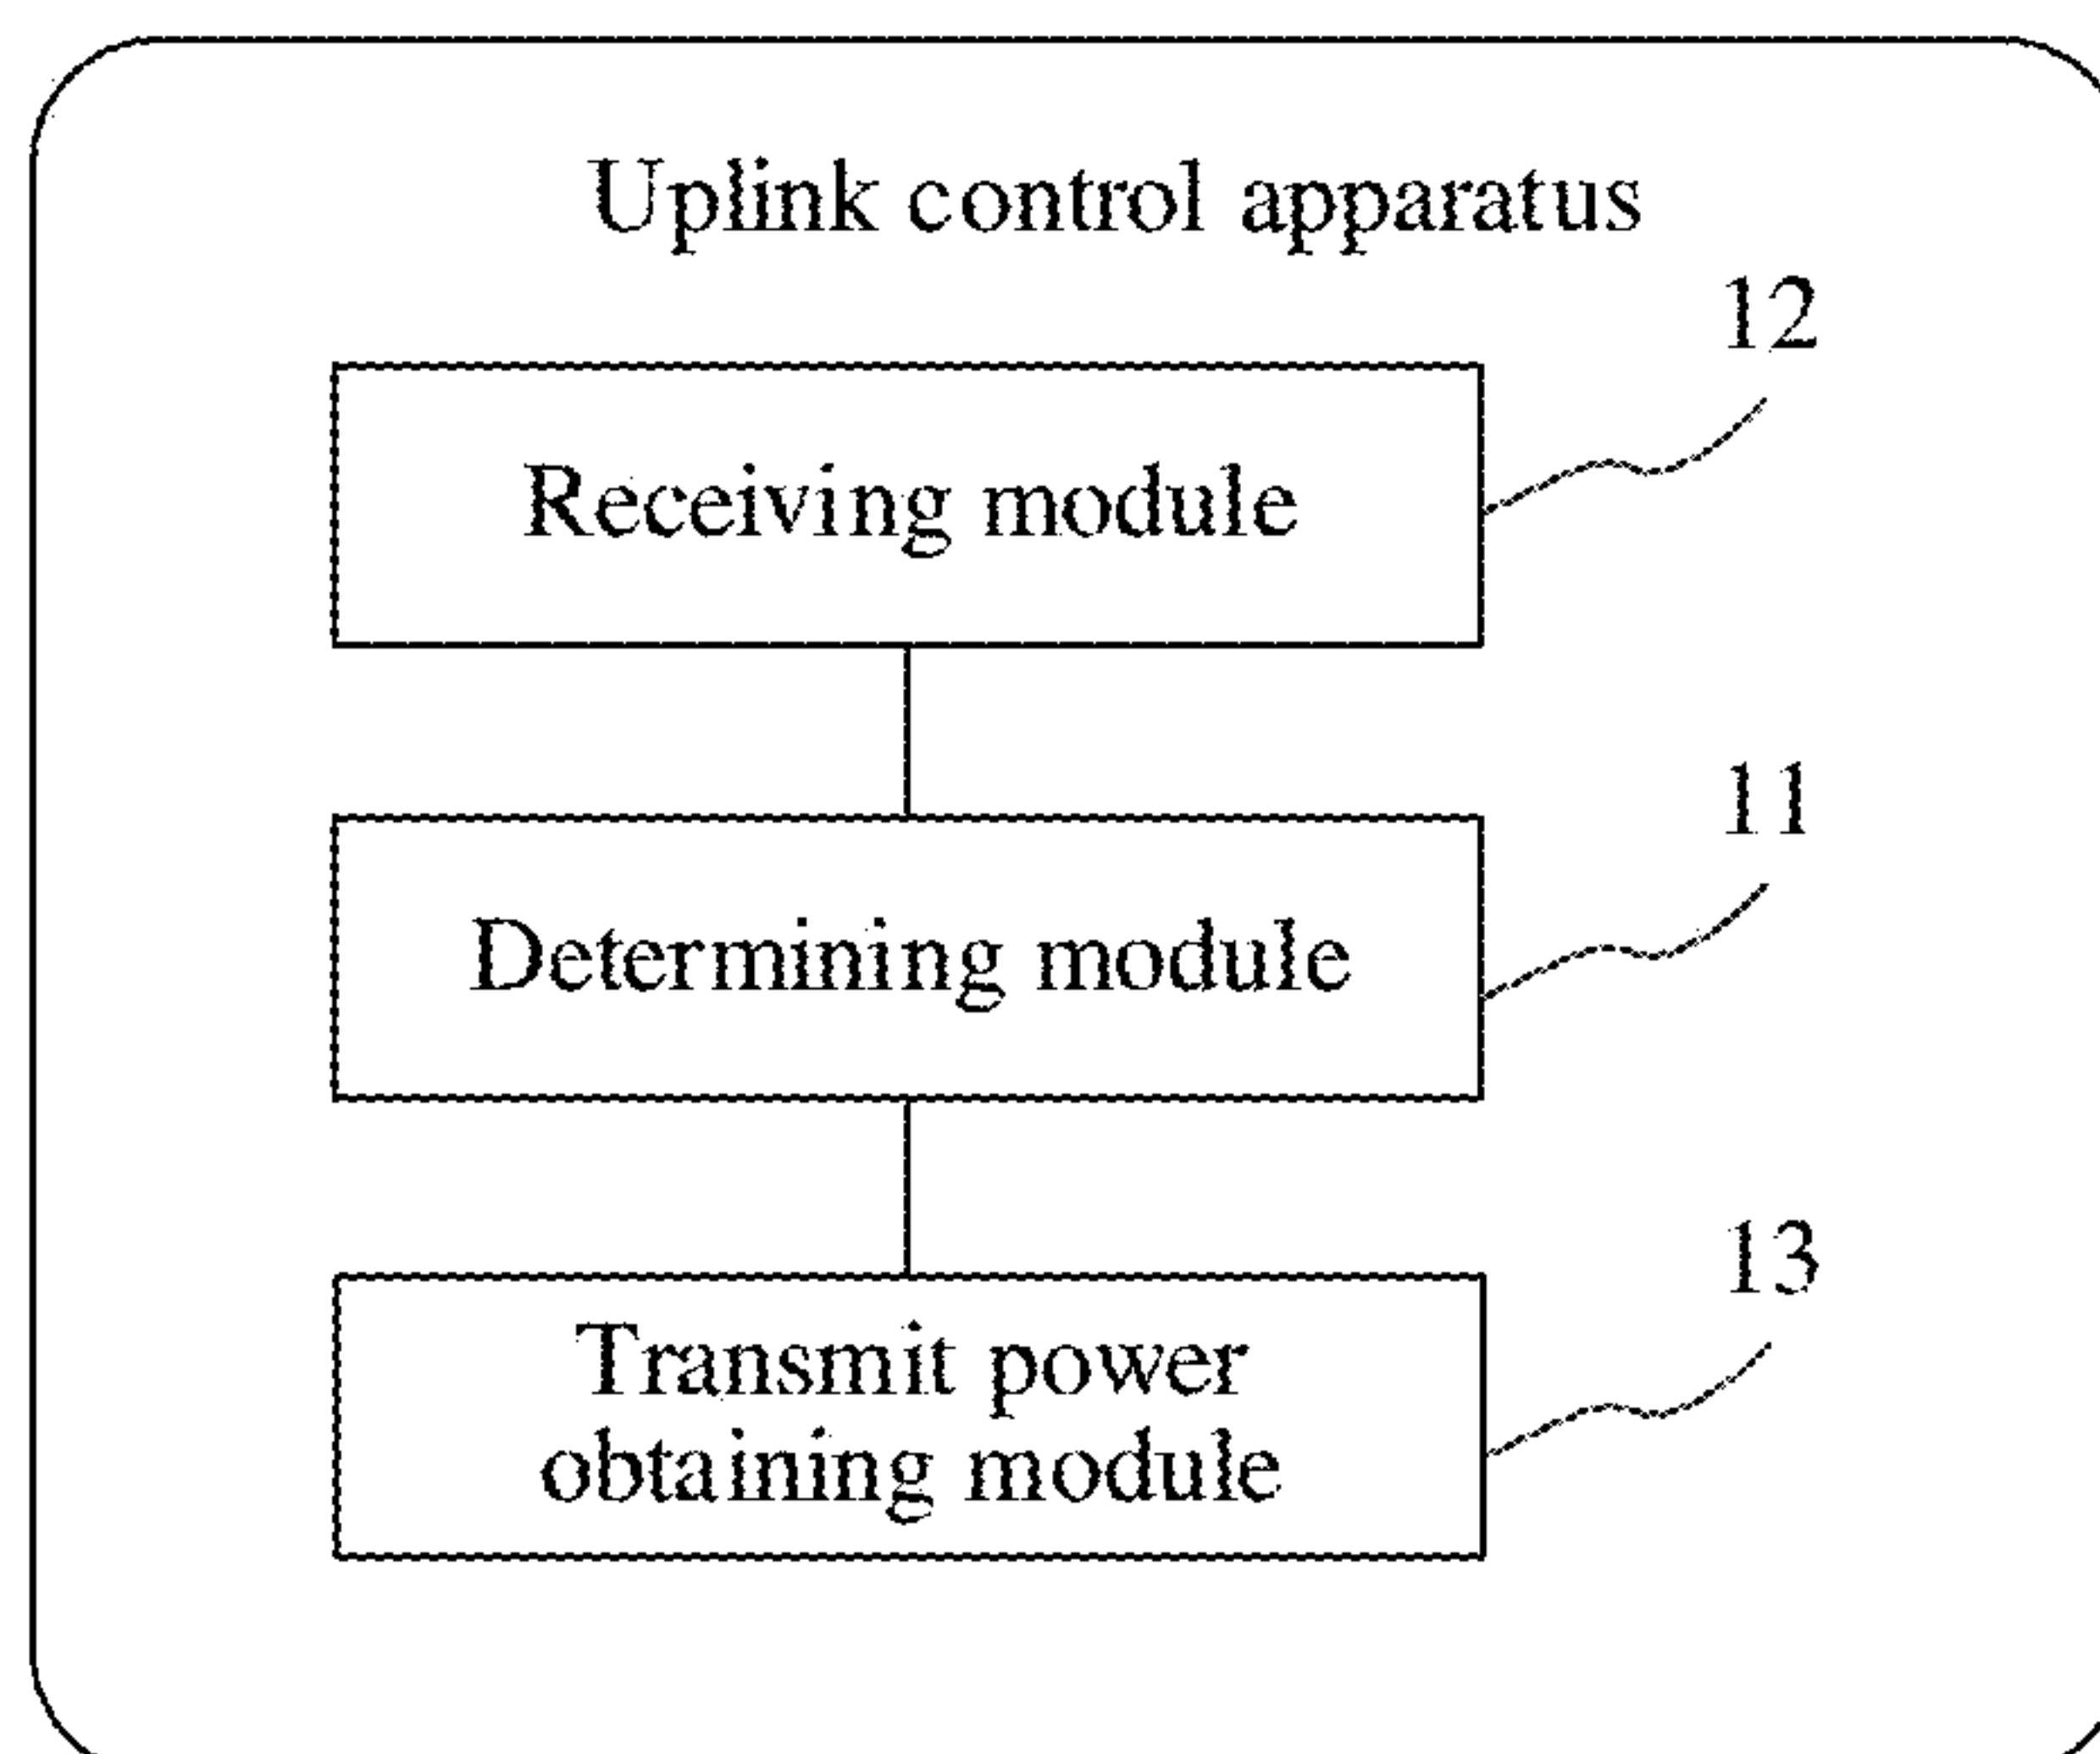 Uplink control apparatus
12
Receiving module
11
Determining module
13
Transmit power
obtaining module